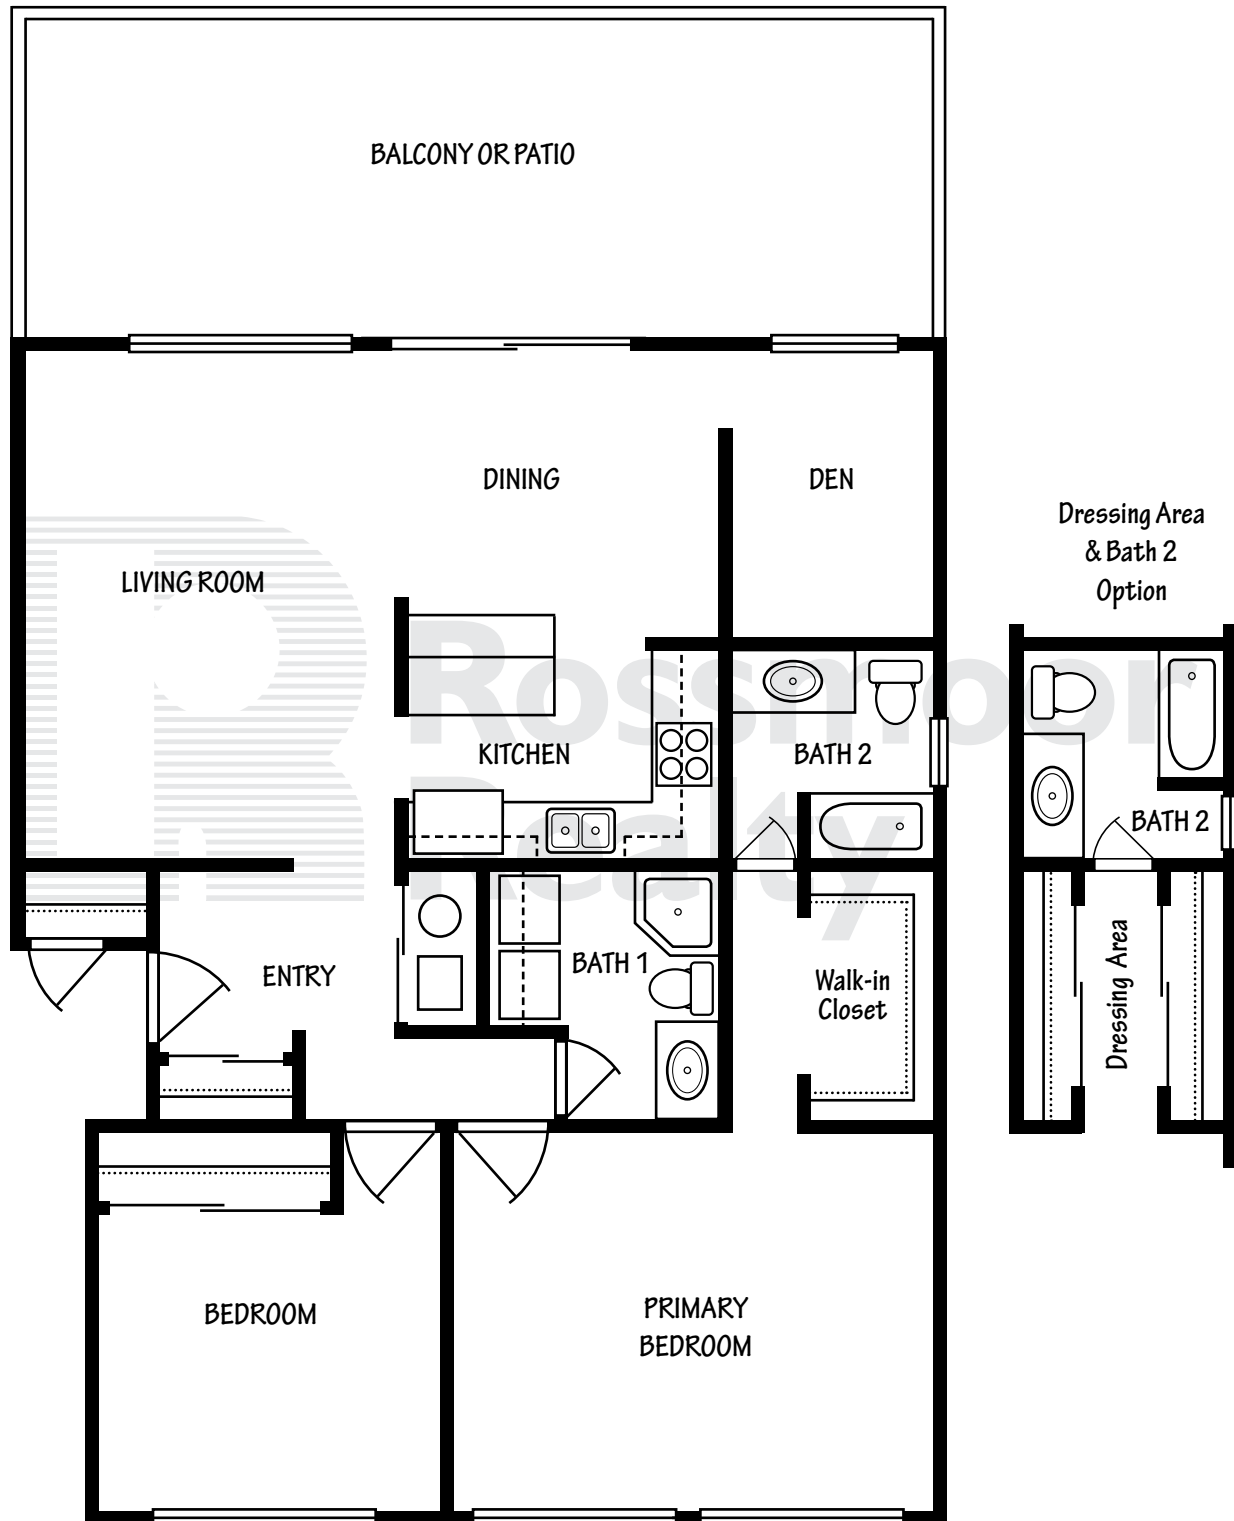 BALCONY OR PATIO
DINING
DEN
LIVING ROOM
Dressing Area
& Bath 2
Option
Rossmoor
Realty
KITCHEN
BATH 2
BATH 2
ENTRY
BATH 1
Walk-in
Closet
Dressing Area
BEDROOM
PRIMARY
BEDROOM